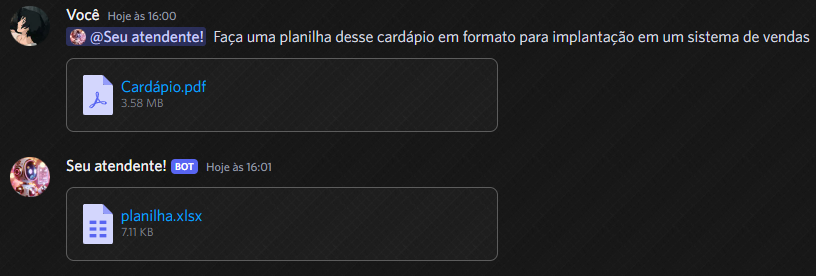 Você Hoje às 16:00
@Seu atendente! Faça uma planilha desse cardápio em formato para implantação em um sistema de vendas
Cardápio.pdf
3.58 MB
Seu atendente! BOT Hoje às 16:01
planilha.xlsx
7.11 KB